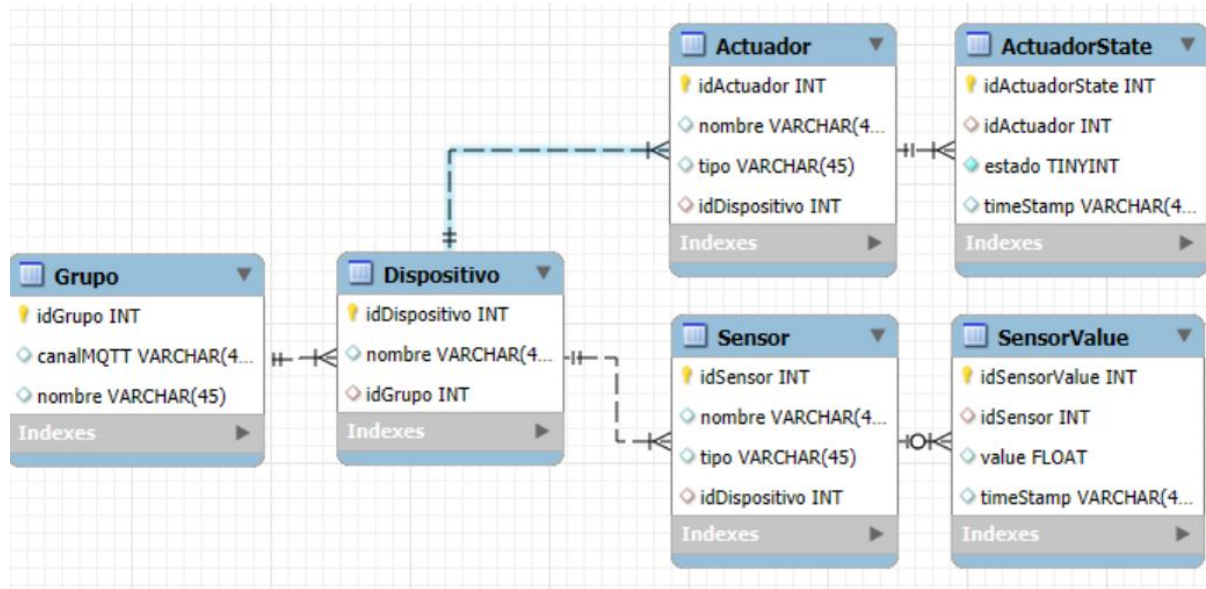 Actuador
idActuador INT
nombre VARCHAR(4...
tipo VARCHAR(45)
idDispositivo INT
Indexes
ActuadorState
idActuadorState INT
idActuador INT
estado TINYINT
timeStamp VARCHAR(4...
Indexes
Grupo
idGrupo INT
canalMQTT VARCHAR(4...
nombre VARCHAR(45)
Indexes
Dispositivo
idDispositivo INT
nombre VARCHAR(4...
idGrupo INT
Indexes
Sensor
idSensor INT
nombre VARCHAR(4...
tipo VARCHAR(45)
idDispositivo INT
Indexes
SensorValue
idSensorValue INT
idSensor INT
value FLOAT
timeStamp VARCHAR(4...
Indexes